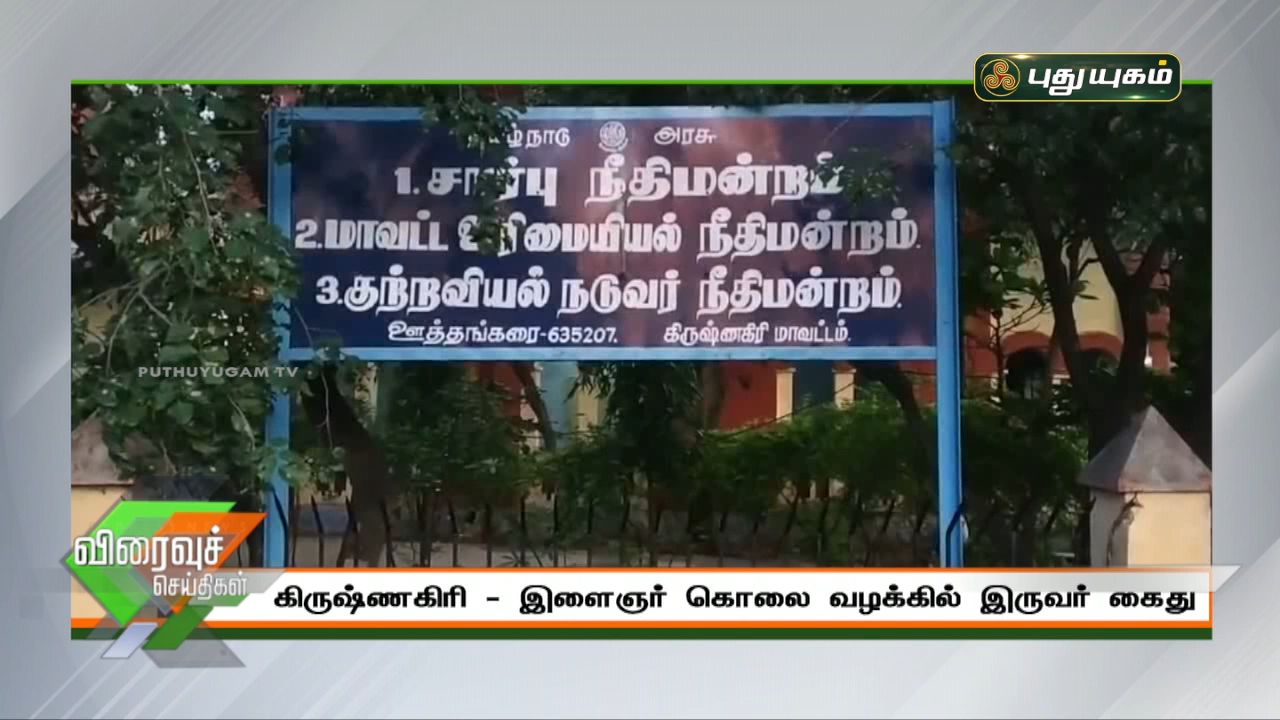 புதுயுகம்
நாடு அரசு
1. சார்பு நீதிமன்றம்
2. மாவட்ட உரிமையியல் நீதிமன்றம்.
3. குற்றவியல் நடுவர் நீதிமன்றம்.
ஊத்தங்கரை-635207. கிருஷ்ணகிரி மாவட்டம்.
PUTHUYUGAM TV
விரைவுச்
செய்திகள்
கிருஷ்ணகிரி - இளைஞர் கொலை வழக்கில் இருவர் கைது